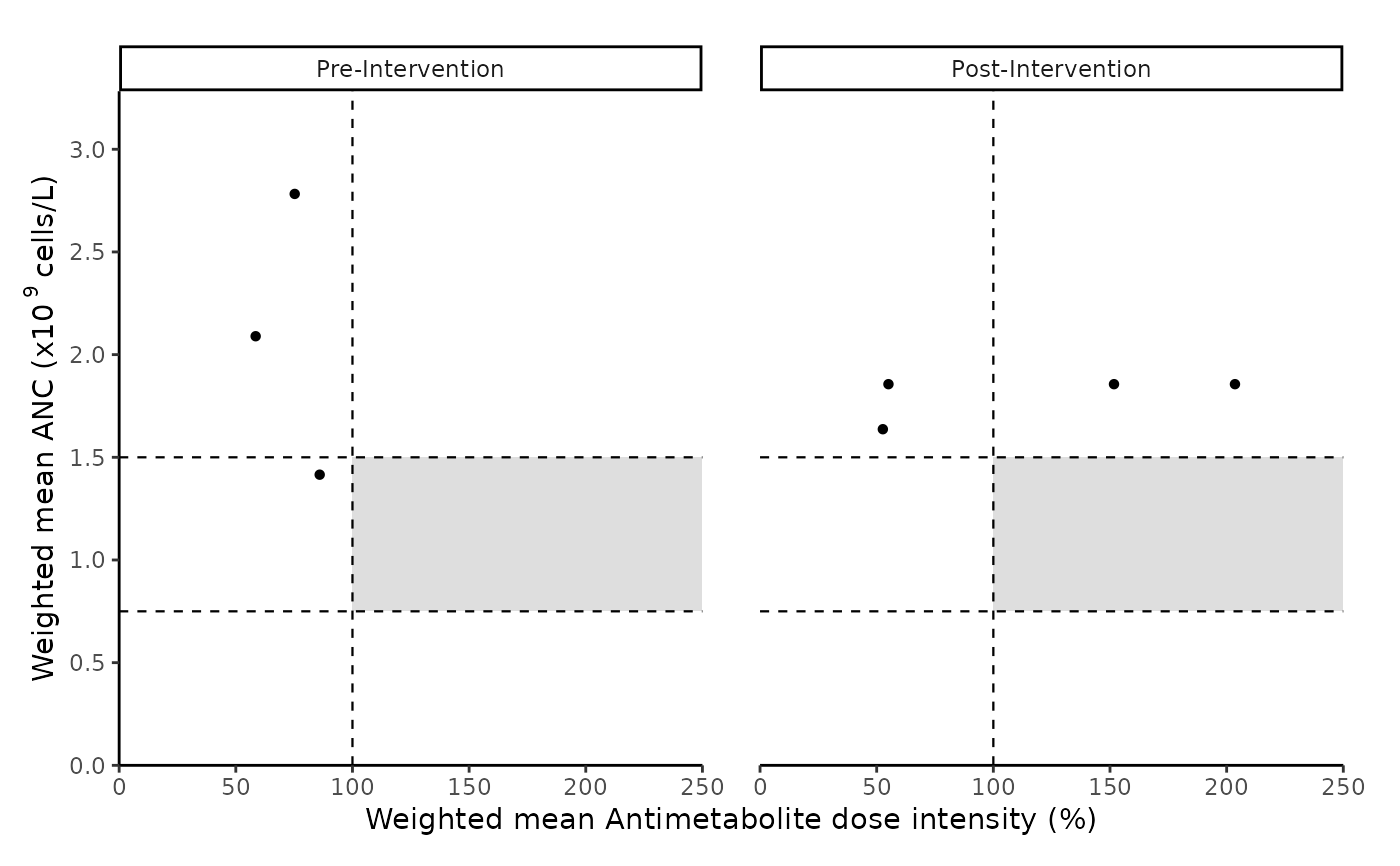 Pre-Intervention
Post-Intervention
Weighted mean ANC (x10⁹ cells/L)
3.0
2.5
2.0
1.5
1.0
0.5
0.0
0 50 100 150 200 250
0 50 100 150 200 250
Weighted mean Antimetabolite dose intensity (%)